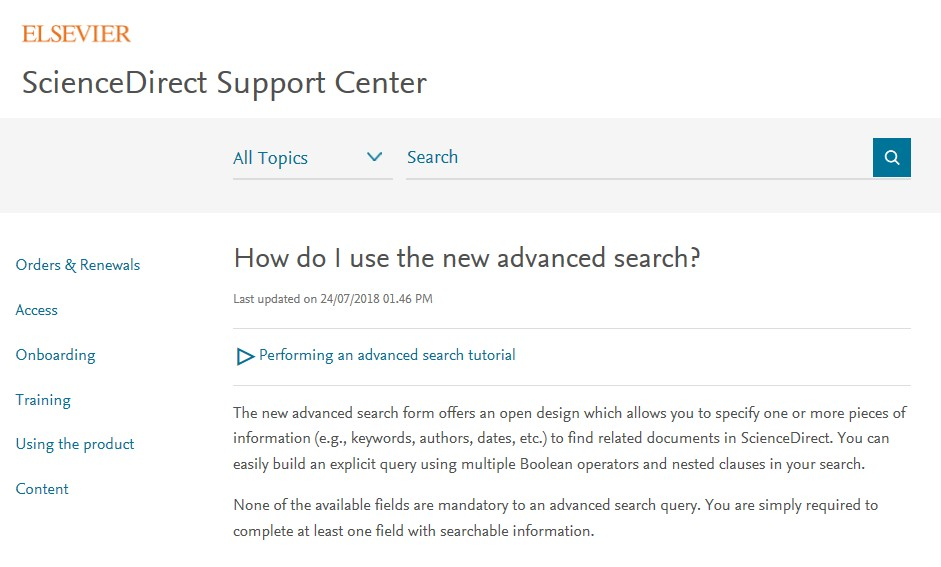 ELSEVIER
ScienceDirect Support Center
All Topics
Search
Orders & Renewals
Access
Onboarding
Training
Using the product
Content
How do I use the new advanced search?
Last updated on 24/07/2018 01.46 PM
Performing an advanced search tutorial
The new advanced search form offers an open design which allows you to specify one or more pieces of
information (e.g., keywords, authors, dates, etc.) to find related documents in ScienceDirect. You can
easily build an explicit query using multiple Boolean operators and nested clauses in your search.
None of the available fields are mandatory to an advanced search query. You are simply required to
complete at least one field with searchable information.